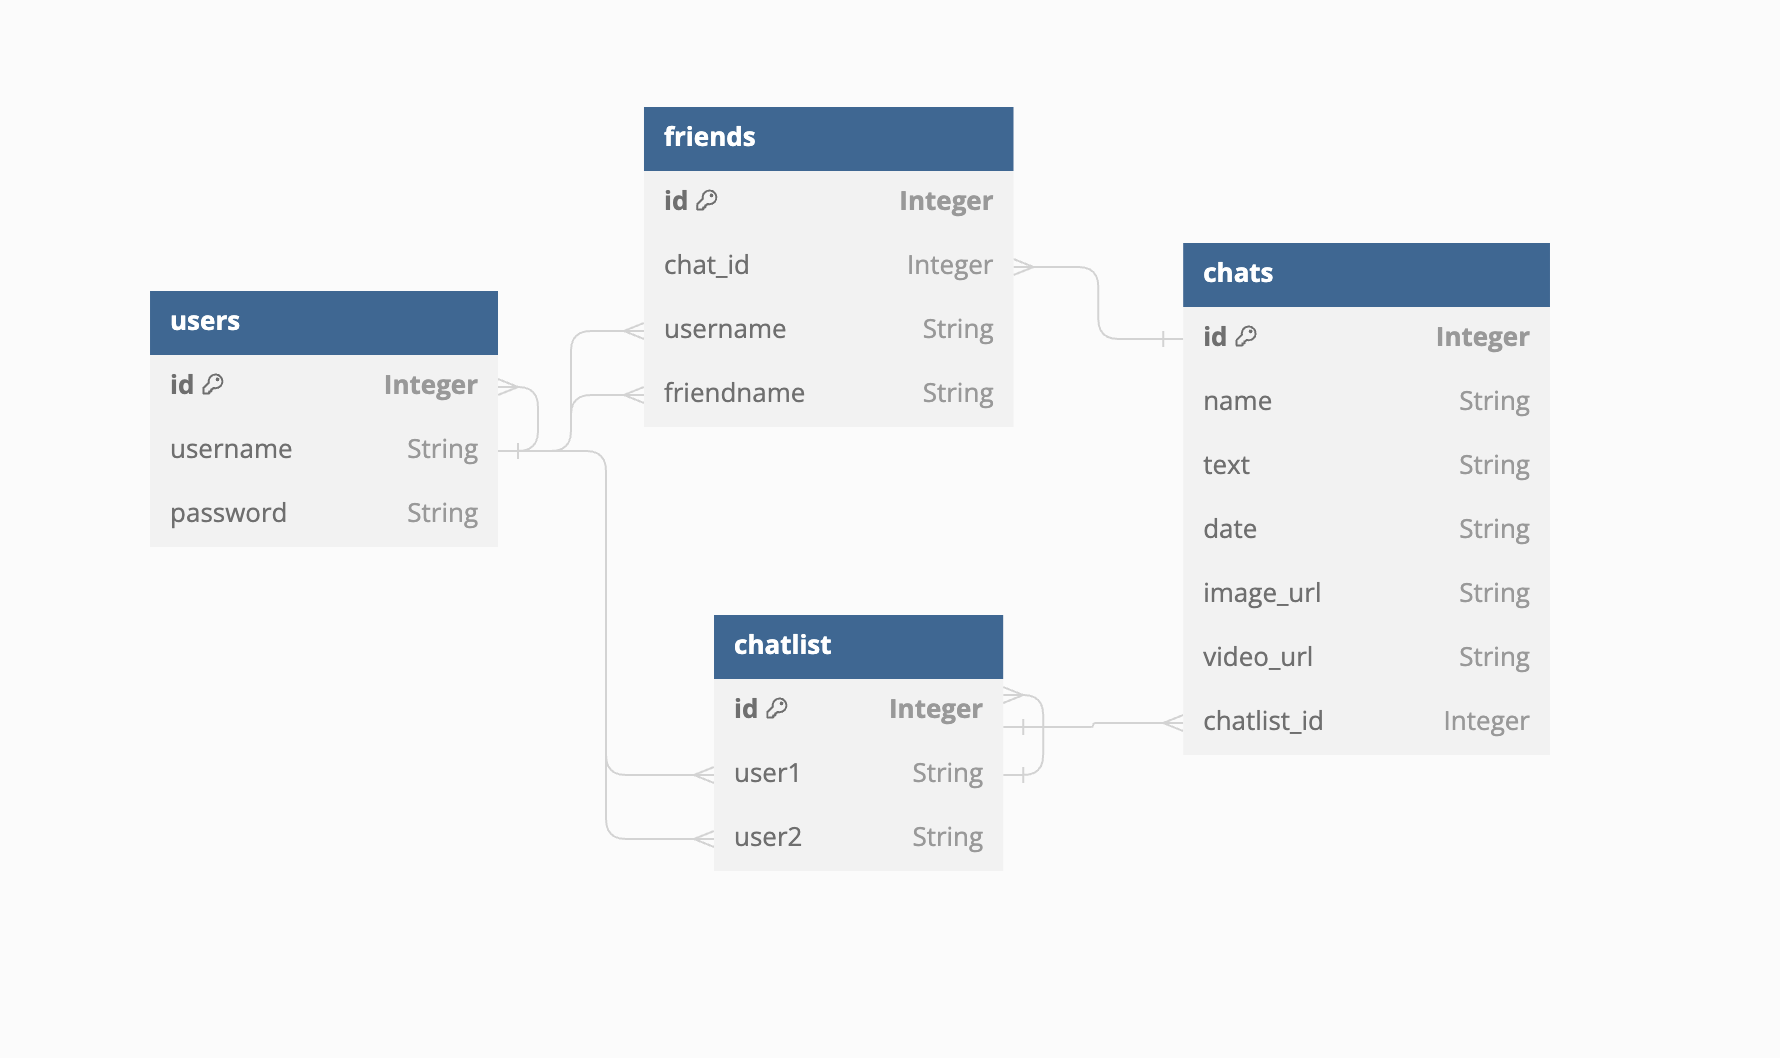 users
id Integer
username String
password String
friends
id Integer
chat_id Integer
username String
friendname String
chatlist
id Integer
user1 String
user2 String
chats
id Integer
name String
text String
date String
image_url String
video_url String
chatlist_id Integer